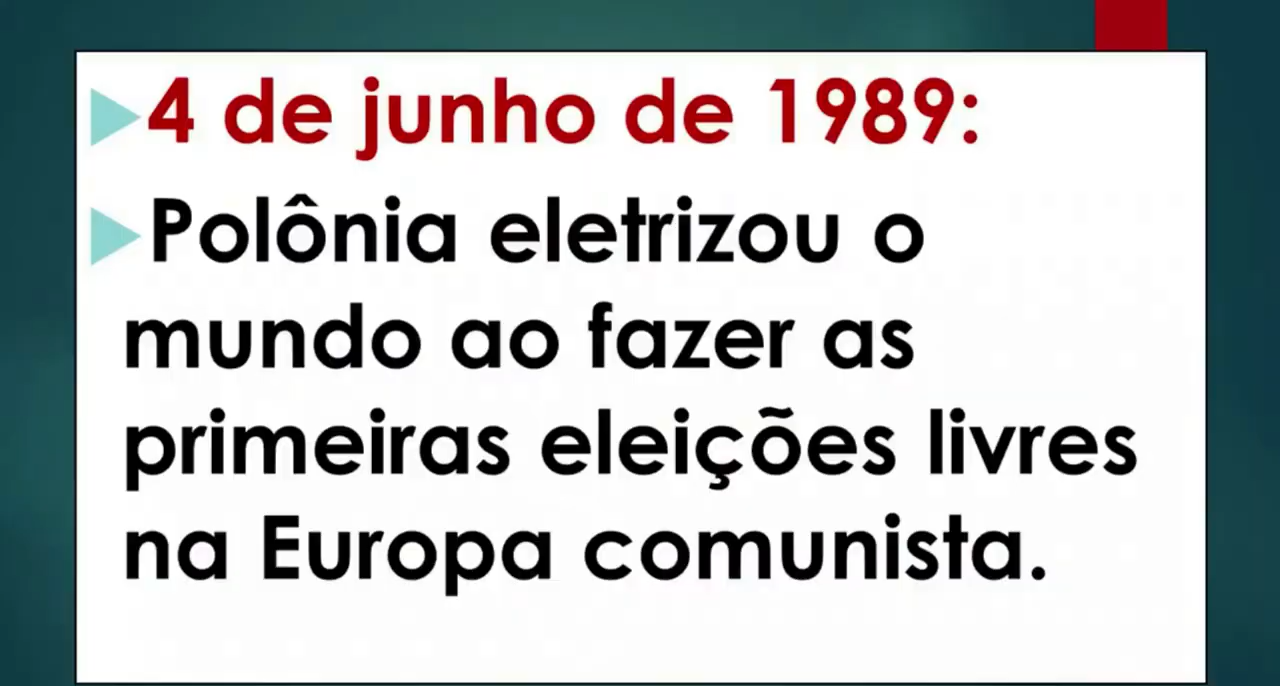 4 de junho de 1989:
Polônia eletrizou o
mundo ao fazer as
primeiras eleições livres
na Europa comunista.